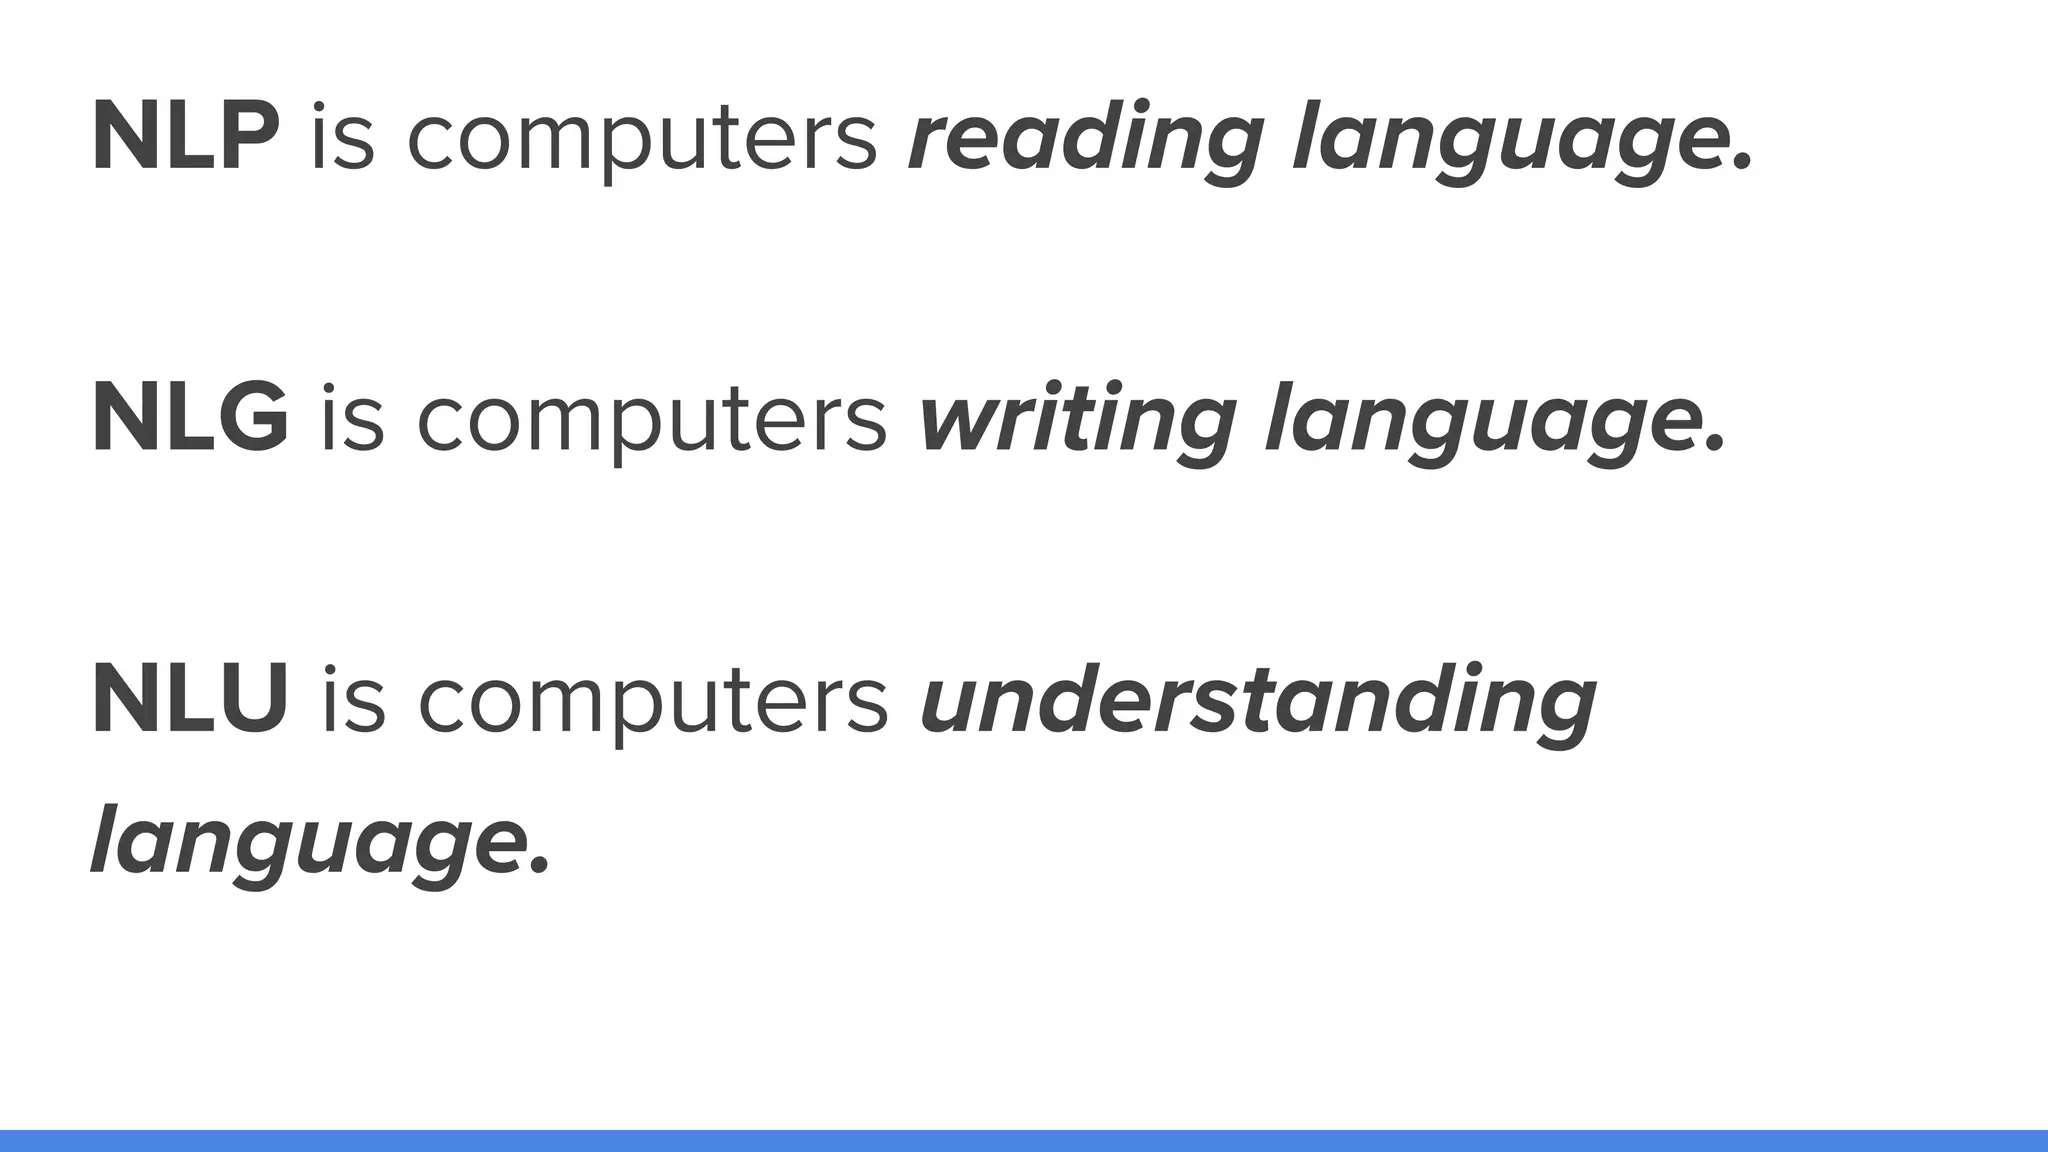 NLP is computers reading language.
NLG is computers writing language.
NLU is computers understanding
language.